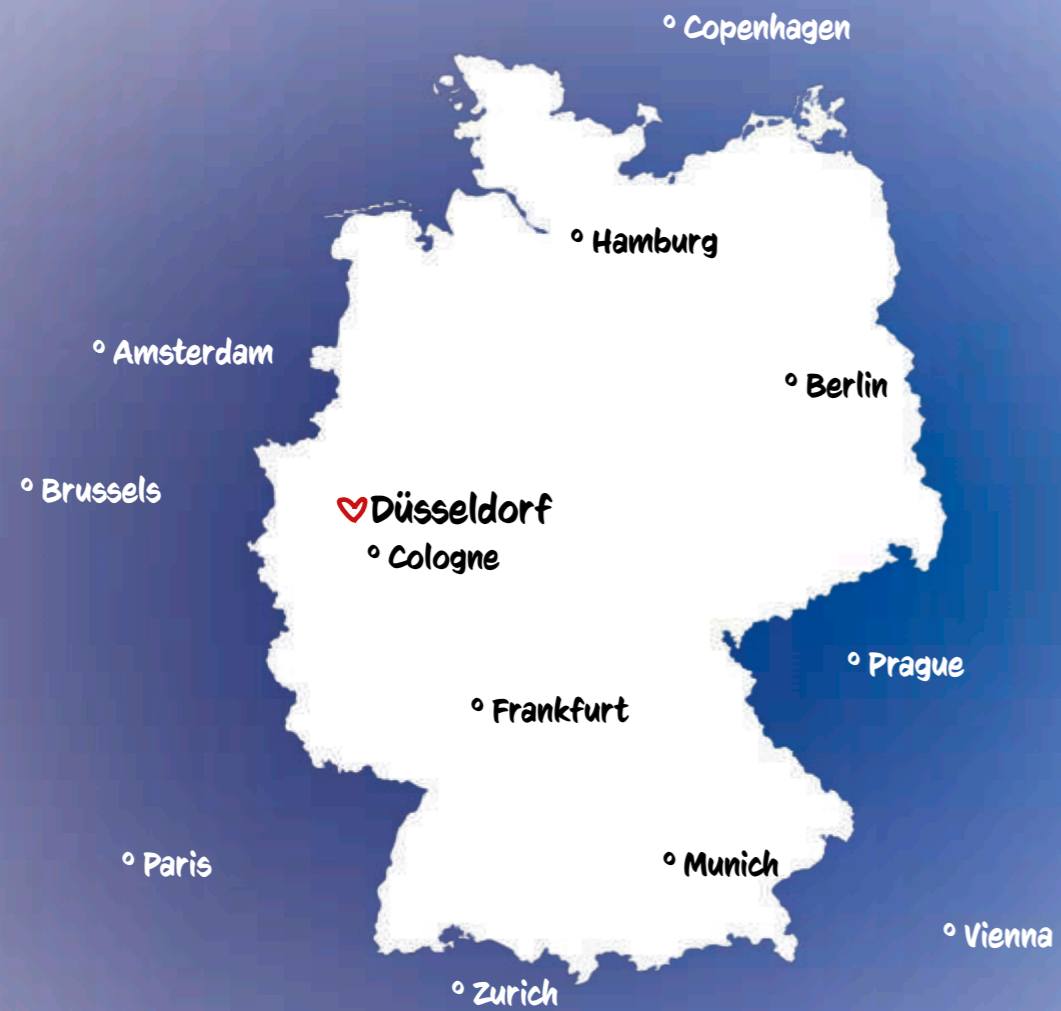 Copenhagen
Hamburg
Amsterdam
Berlin
Brussels
Düsseldorf
Cologne
Prague
Frankfurt
Paris
Munich
Vienna
Zurich